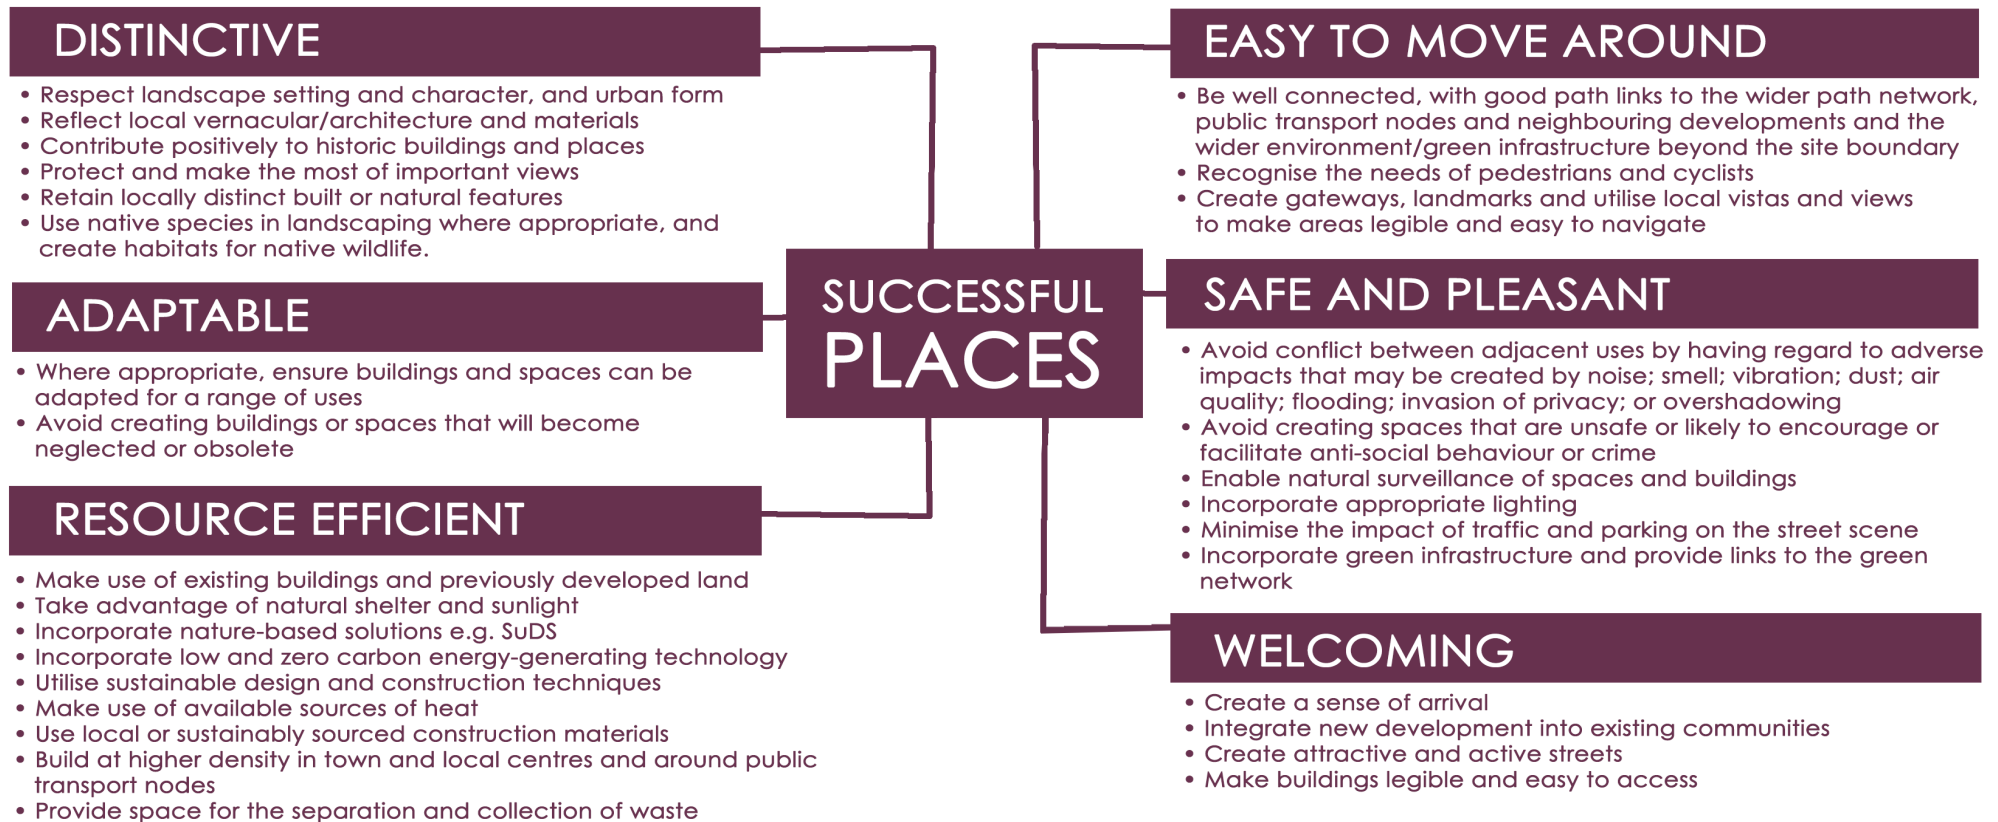 DISTINCTIVE
• Respect landscape setting and character, and urban form
• Reflect local vernacular/architecture and materials
• Contribute positively to historic buildings and places
• Protect and make the most of important views
• Retain locally distinct built or natural features
• Use native species in landscaping where appropriate, and
create habitats for native wildlife.
ADAPTABLE
• Where appropriate, ensure buildings and spaces can be
adapted for a range of uses
• Avoid creating buildings or spaces that will become
neglected or obsolete
RESOURCE EFFICIENT
• Make use of existing buildings and previously developed land
• Take advantage of natural shelter and sunlight
• Incorporate nature-based solutions e.g. SuDS
• Incorporate low and zero carbon energy-generating technology
• Utilise sustainable design and construction techniques
• Make use of available sources of heat
• Use local or sustainably sourced construction materials
• Build at higher density in town and local centres and around public
transport nodes
• Provide space for the separation and collection of waste
SUCCESSFUL
PLACES
EASY TO MOVE AROUND
• Be well connected, with good path links to the wider path network,
public transport nodes and neighbouring developments and the
wider environment/green infrastructure beyond the site boundary
• Recognise the needs of pedestrians and cyclists
• Create gateways, landmarks and utilise local vistas and views
to make areas legible and easy to navigate
SAFE AND PLEASANT
• Avoid conflict between adjacent uses by having regard to adverse
impacts that may be created by noise; smell; vibration; dust; air
quality; flooding; invasion of privacy; or overshadowing
• Avoid creating spaces that are unsafe or likely to encourage or
facilitate anti-social behaviour or crime
• Enable natural surveillance of spaces and buildings
• Incorporate appropriate lighting
• Minimise the impact of traffic and parking on the street scene
• Incorporate green infrastructure and provide links to the green
network
WELCOMING
• Create a sense of arrival
• Integrate new development into existing communities
• Create attractive and active streets
• Make buildings legible and easy to access